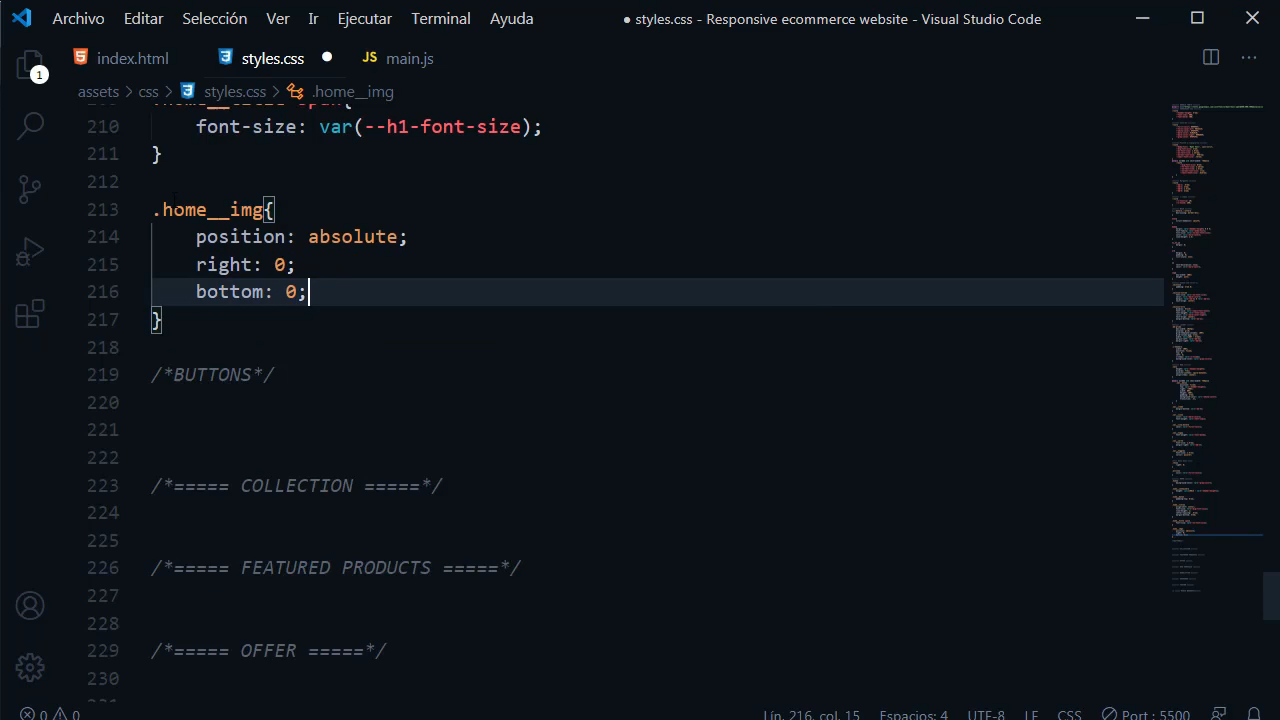 Archivo Editar Selección Ver Ir Ejecutar Terminal Ayuda ● styles.css - Responsive ecommerce website - Visual Studio Code
index.html styles.css JS main.js
1
assets > css > styles.css > .home__img
210 font-size: var(--h1-font-size);
211 }
212
213 .home__img{
214 position: absolute;
215 right: 0;
216 bottom: 0;
217 }
218
219 /*BUTTONS*/
220
221
222
223 /*===== COLLECTION =====*/
224
225
226 /*===== FEATURED PRODUCTS =====*/
227
228
229 /*===== OFFER =====*/
230
0 0 Lín. 216, col. 15 Espacios: 4 UTF-8 LF CSS Port : 5500